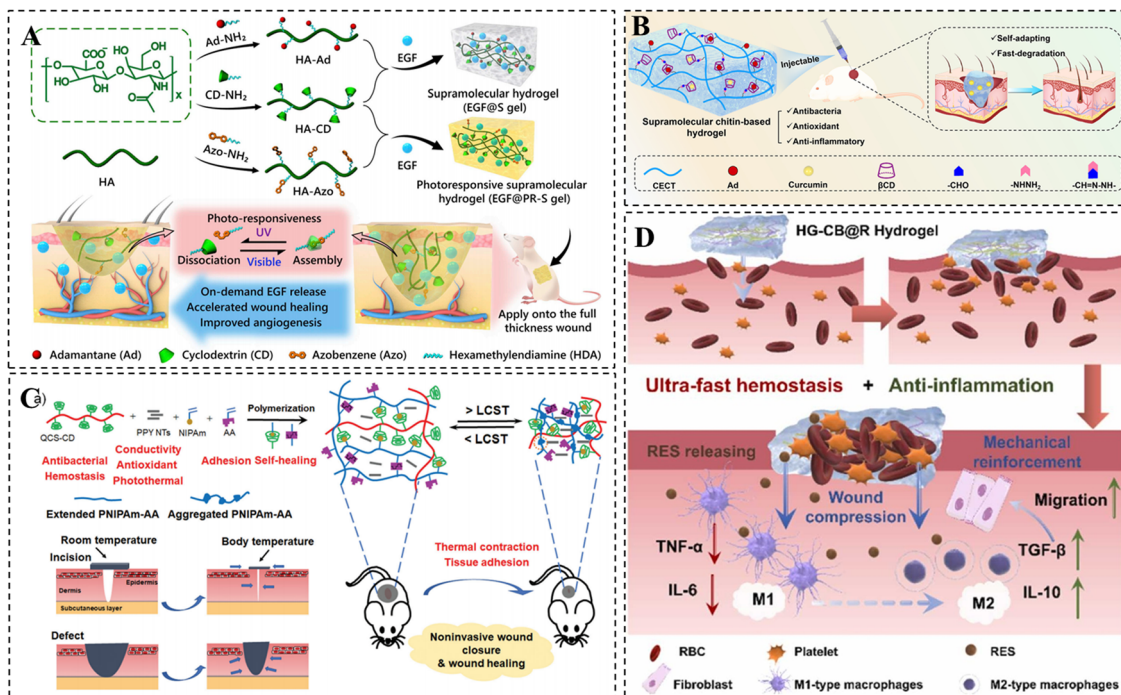 A
COO⁻
HO
O
OH
NH
x
HA
Ad-NH₂
CD-NH₂
Azo-NH₂
HA-Ad
HA-CD
HA-Azo
EGF
EGF
Supramolecular hydrogel
(EGF@S gel)
Photoresponsive supramolecular
hydrogel (EGF@PR-S gel)
Photo-responsiveness
UV
Dissociation
Assembly
Visible
On-demand EGF release
Accelerated wound healing
Improved angiogenesis
Apply onto the full
thickness wound
Adamantane (Ad)
Cyclodextrin (CD)
Azobenzene (Azo)
Hexamethylendiamine (HDA)
B
Injectable
Supramolecular chitin-based
hydrogel
✓Antibacteria
✓Antioxidant
✓Anti-inflammatory
✓Self-adapting
✓Fast-degradation
CECT
Ad
Curcumin
βCD
-CHO
-NHNH₂
-CH=N-NH-
C
a)
QCS-CD
PPY NTs
NIPAm
AA
Polymerization
Antibacterial
Hemostasis
Conductivity
Antioxidant
Photothermal
Adhesion
Self-healing
> LCST
< LCST
Extended PNIPAm-AA
Aggregated PNIPAm-AA
Room temperature
Body temperature
Incision
Epidermis
Dermis
Subcutaneous layer
Defect
Thermal contraction
Tissue adhesion
Noninvasive wound
closure
& wound healing
D
HG-CB@R Hydrogel
Ultra-fast hemostasis + Anti-inflammation
RES releasing
Mechanical
reinforcement
Wound
compression
Migration
TNF-α
TGF-β
IL-6
IL-10
M1
M2
RBC
Platelet
RES
Fibroblast
M1-type macrophages
M2-type macrophages